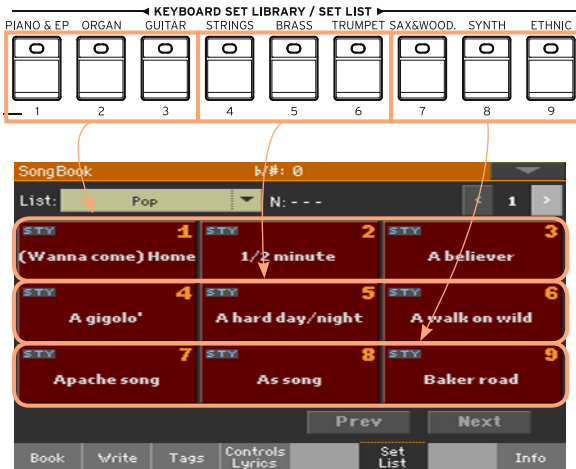 KEYBOARD SET LIBRARY / SET LIST
PIANO & EP ORGAN GUITAR STRINGS BRASS TRUMPET SAX&WOOD. SYNTH ETHNIC
1 2 3 4 5 6 7 8 9
SongBook ♭/#: 0
List: Pop N: - - - < 1 >
STY 1 STY 2 STY 3
(Wanna come) Home 1/2 minute A believer
STY 4 STY 5 STY 6
A gigolo' A hard day/night A walk on wild
STY 7 STY 8 STY 9
Apache song As song Baker road
Prev Next
Book Write Tags Controls Lyrics Set List Info